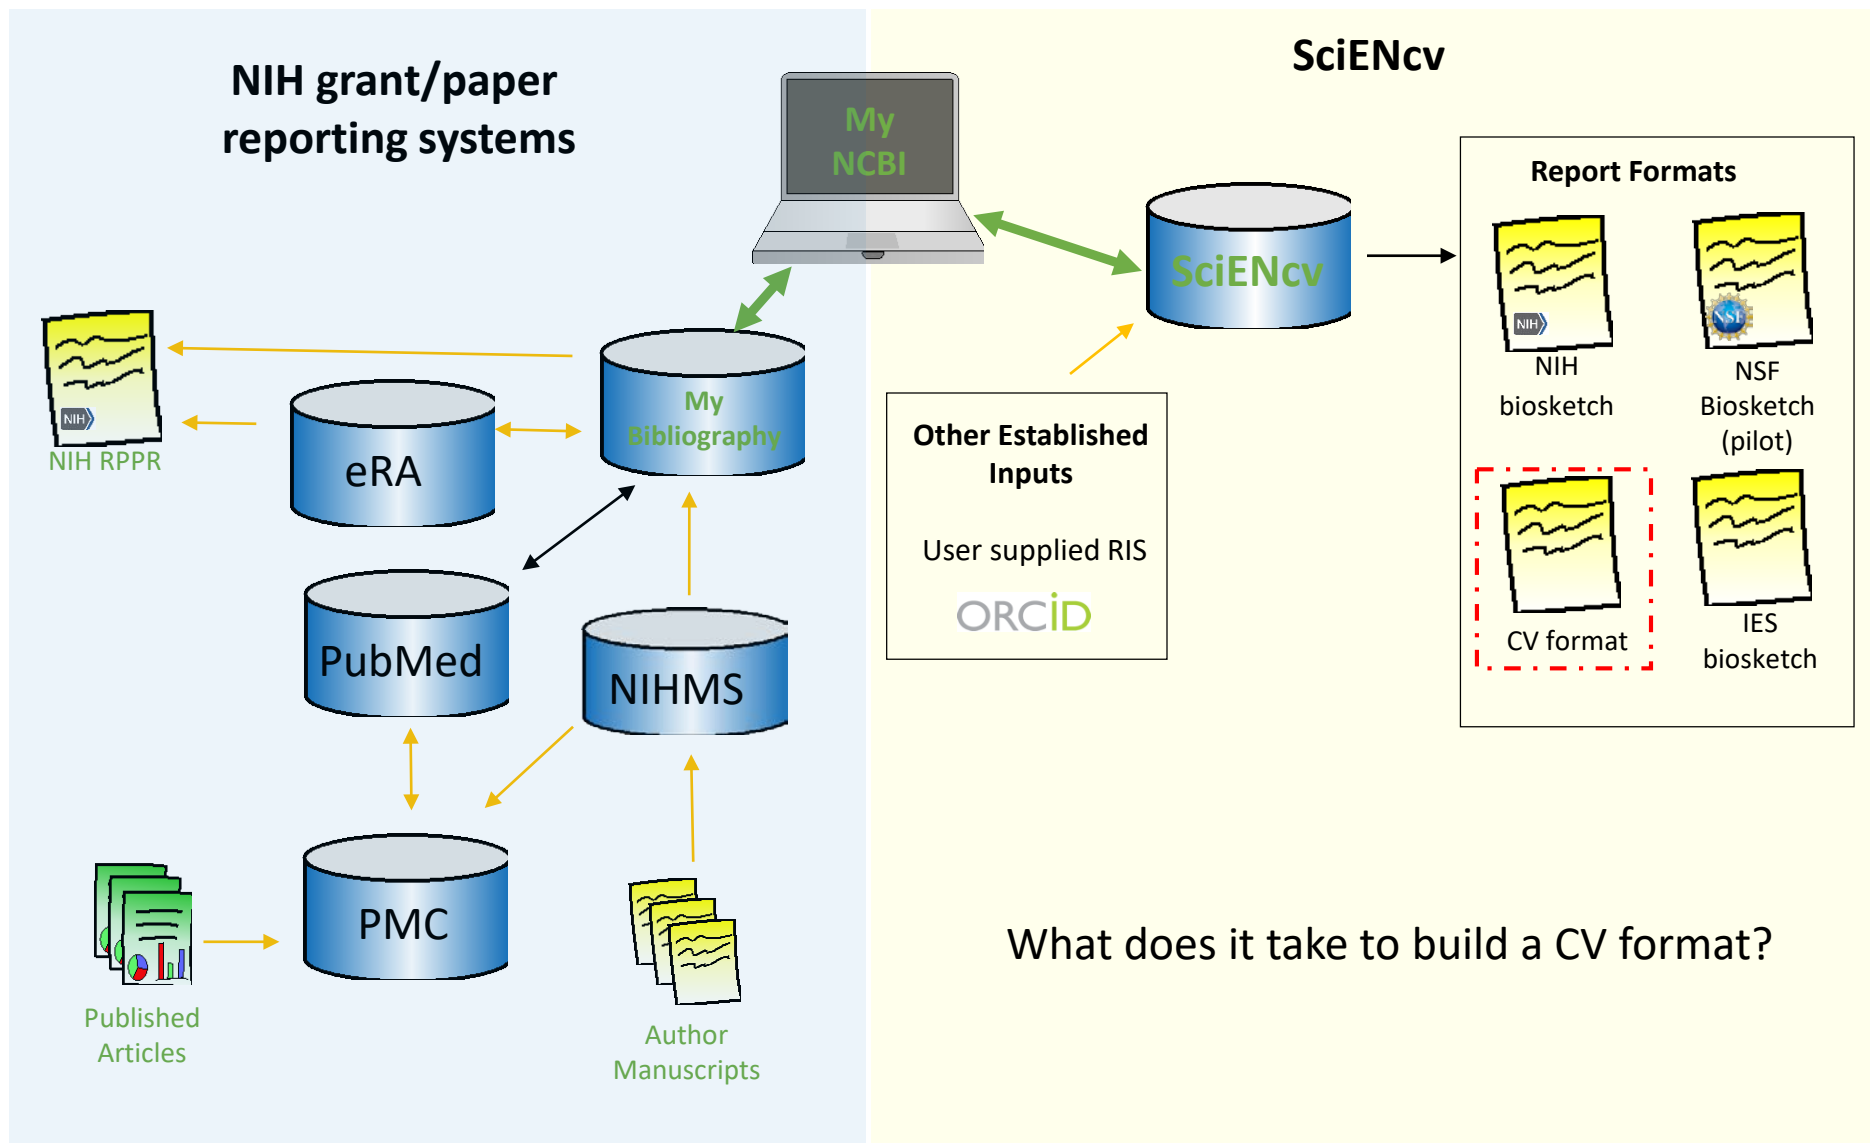 NIH grant/paper
reporting systems
My
NCBI
NIH
NIH RPPR
eRA
My
Bibliography
PubMed
NIHMS
PMC
Published
Articles
Author
Manuscripts
SciENcv
SciENcv
Other Established
Inputs
User supplied RIS
ORCID
Report Formats
NIH
NIH
biosketch
NSF
NSF
Biosketch
(pilot)
CV format
IES
biosketch
What does it take to build a CV format?